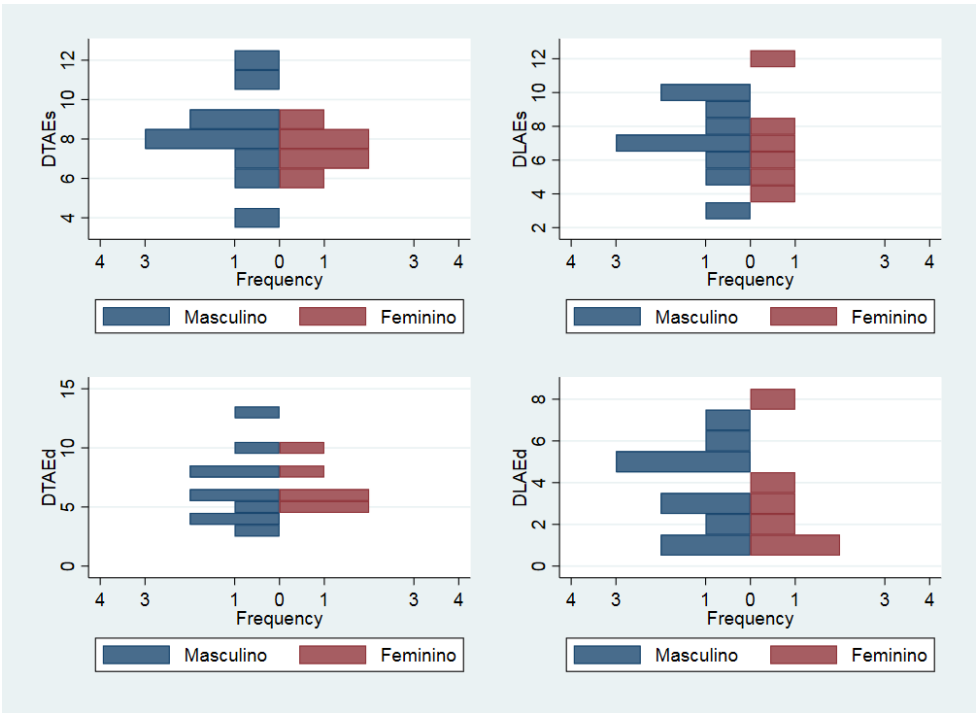 DTAEs
12
10
8
6
4
4 3 1 0 1 3 4
Frequency
Masculino Feminino
DLAEs
12
10
8
6
4
2
4 3 1 0 1 3 4
Frequency
Masculino Feminino
DTAEd
15
10
5
0
4 3 1 0 1 3 4
Frequency
Masculino Feminino
DLAEd
8
6
4
2
0
4 3 1 0 1 3 4
Frequency
Masculino Feminino